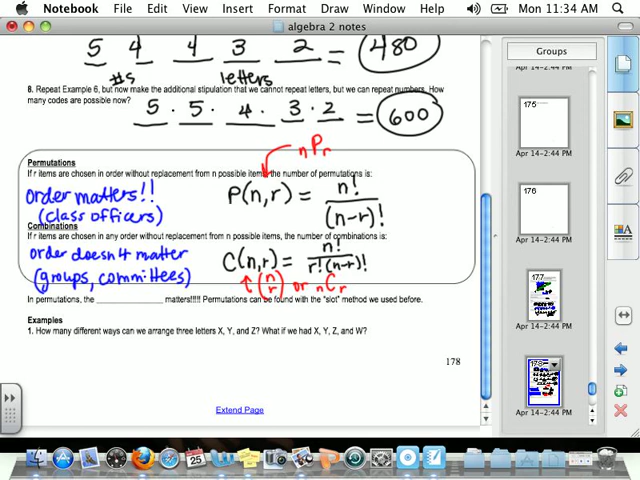 Notebook File Edit View Insert Format Draw Window Help Mon 11:34 AM
algebra 2 notes
5 4 4 3 2 = 480
#s letters
8. Repeat Example 6, but now make the additional stipulation that we cannot repeat letters, but we can repeat numbers. How
many codes are possible now?
5 · 5 · 4 · 3 · 2 = 600
nPr
Permutations
If r items are chosen in order without replacement from n possible items, the number of permutations is:
order matters!!
(class officers)
P(n,r) = n! / (n-r)!
Combinations
If r items are chosen in any order without replacement from n possible items, the number of combinations is:
order doesn't matter
(groups, committees)
C(n,r) = n! / r!(n-r)!
(n r) or nCr
In permutations, the ________________ matters!!!!! Permutations can be found with the "slot" method we used before.
Examples
1. How many different ways can we arrange three letters X, Y, and Z? What if we had X, Y, Z, and W?
178
Extend Page
Groups
Apr 14-2:44 PM
175
Apr 14-2:44 PM
176
Apr 14-2:44 PM
177
Apr 14-2:44 PM
178
Apr 14-2:44 PM
25